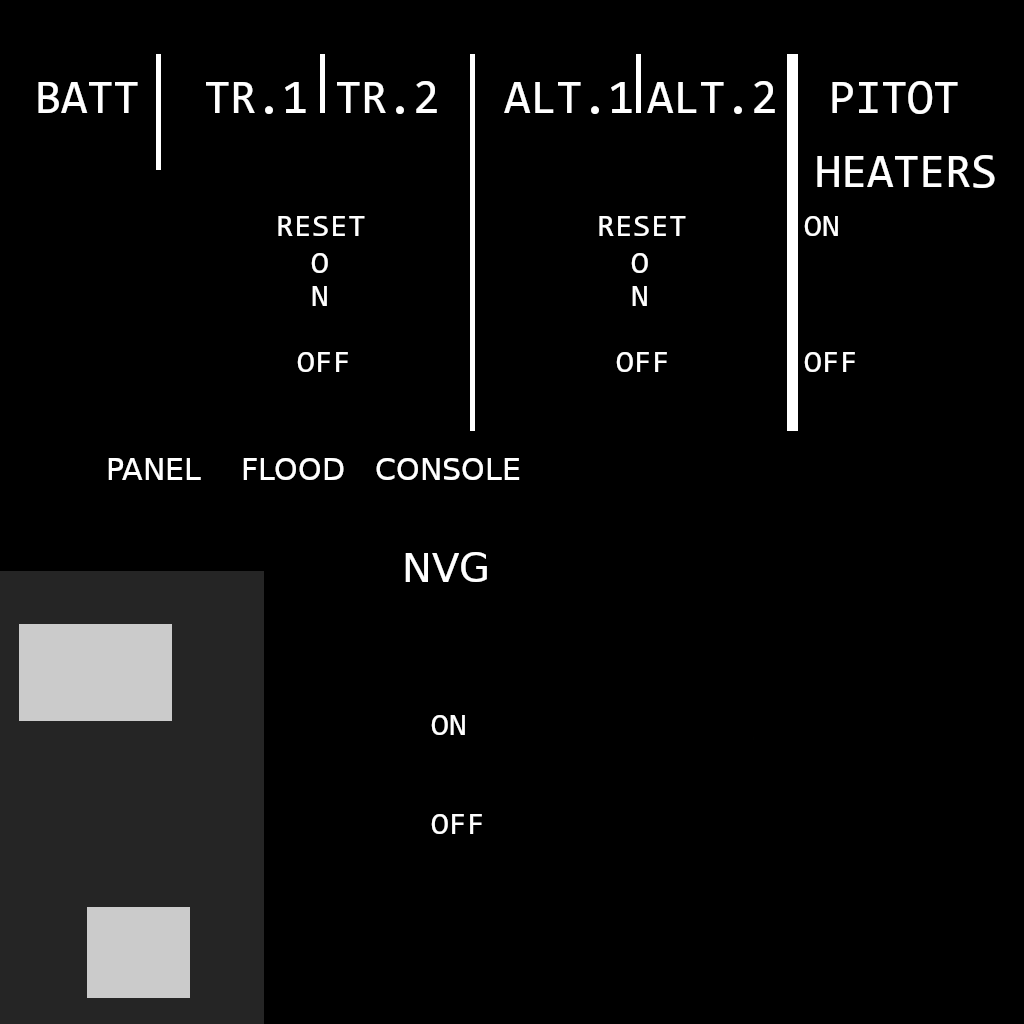 BATT TR.1 TR.2 ALT.1 ALT.2 PITOT
HEATERS
RESET RESET ON
O O
N N
OFF OFF OFF
PANEL FLOOD CONSOLE
NVG
ON
OFF